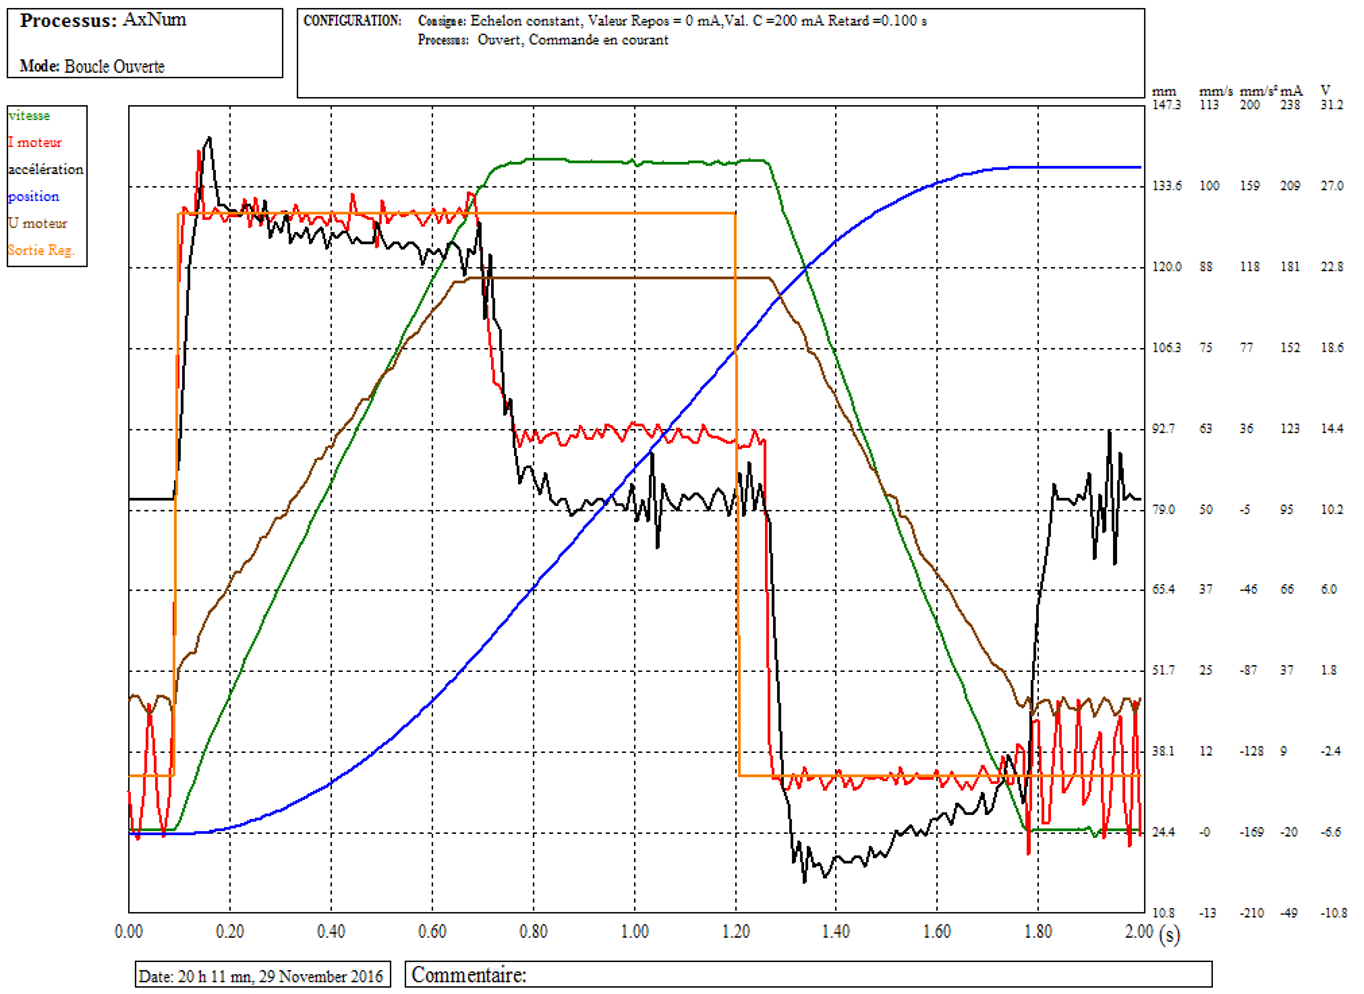 Processus: AxNum
Mode: Boucle Ouverte
CONFIGURATION: Consigne: Echelon constant, Valeur Repos = 0 mA,Val. C =200 mA Retard =0.100 s
Processus: Ouvert, Commande en courant
vitesse
I moteur
accélération
position
U moteur
Sortie Reg.
mm mm/s mm/s² mA V
147.3 113 200 238 31.2
133.6 100 159 209 27.0
120.0 88 118 181 22.8
106.3 75 77 152 18.6
92.7 63 36 123 14.4
79.0 50 -5 95 10.2
65.4 37 -46 66 6.0
51.7 25 -87 37 1.8
38.1 12 -128 9 -2.4
24.4 -0 -169 -20 -6.6
10.8 -13 -210 -49 -10.8
0.00 0.20 0.40 0.60 0.80 1.00 1.20 1.40 1.60 1.80 2.00 (s)
Date: 20 h 11 mn, 29 November 2016
Commentaire: